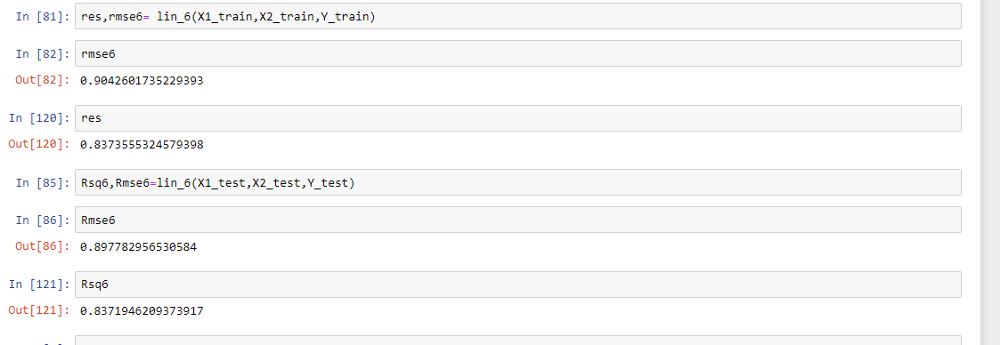 In [81]: res,rmse6= lin_6(X1_train,X2_train,Y_train)
In [82]: rmse6
Out[82]: 0.9042601735229393
In [120]: res
Out[120]: 0.8373555324579398
In [85]: Rsq6,Rmse6=lin_6(X1_test,X2_test,Y_test)
In [86]: Rmse6
Out[86]: 0.897782956530584
In [121]: Rsq6
Out[121]: 0.8371946209373917